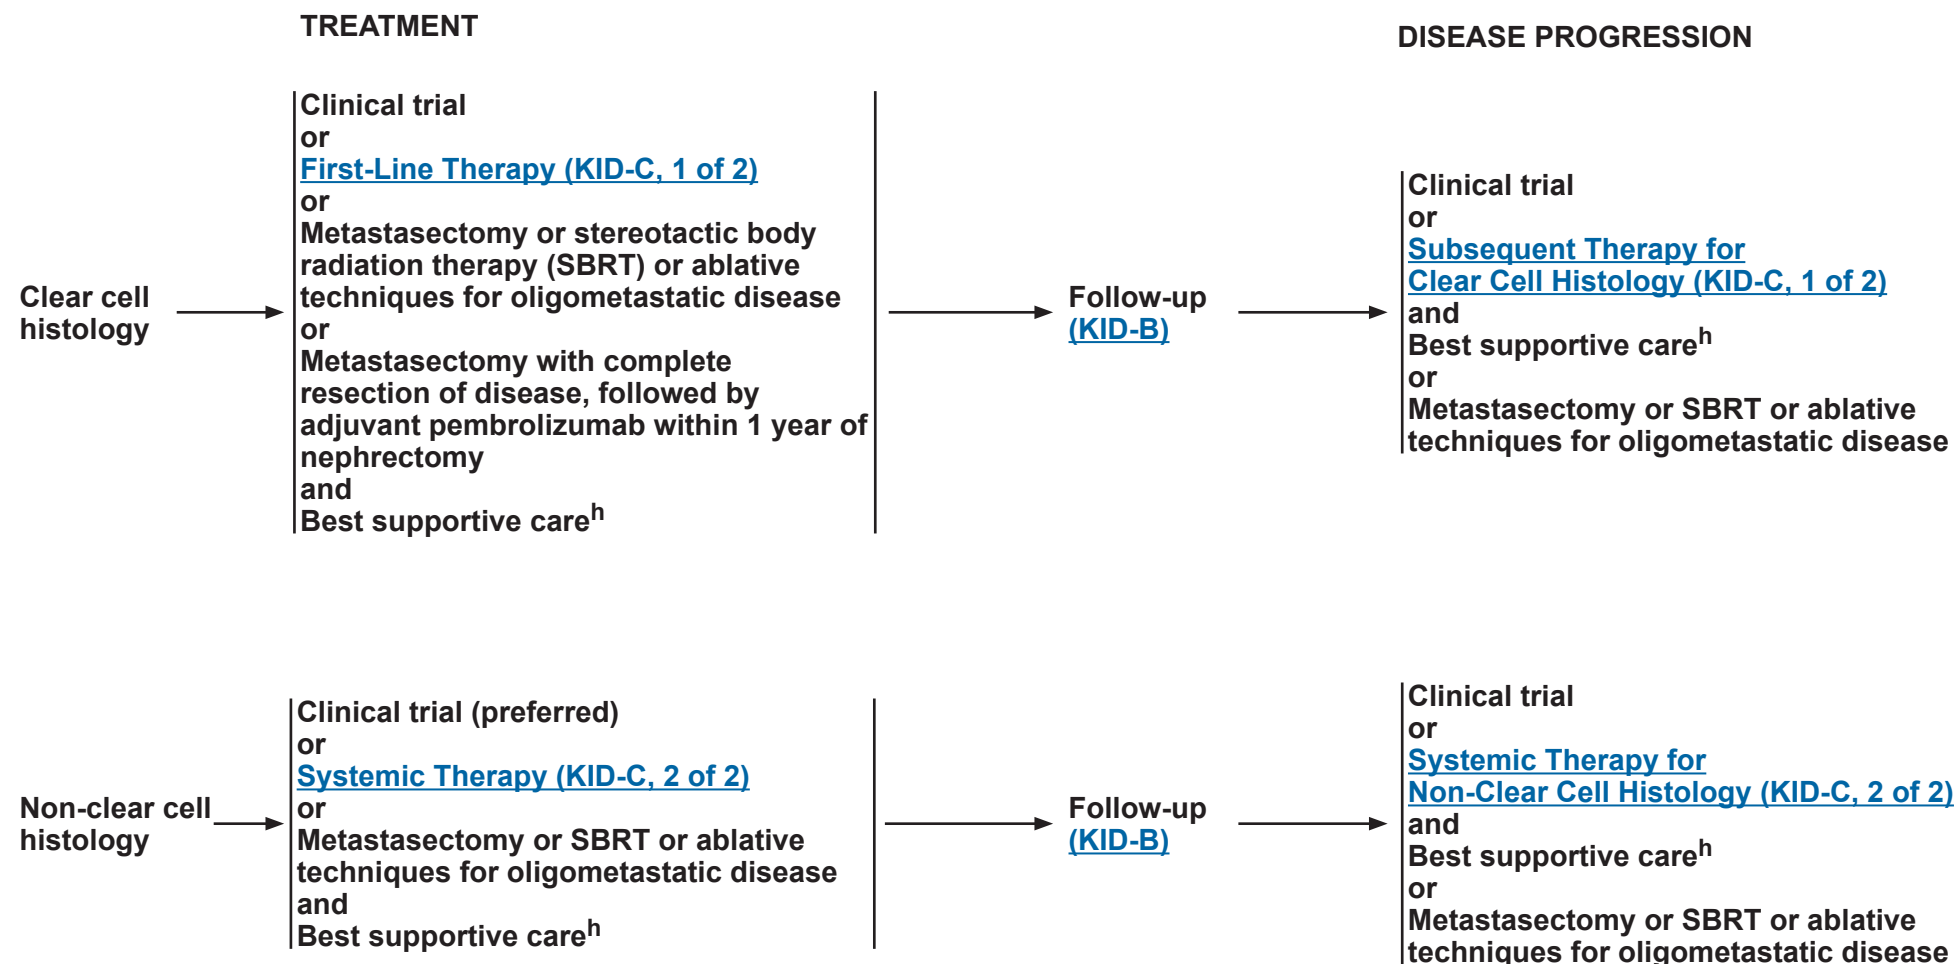 TREATMENT
DISEASE PROGRESSION
Clear cell
histology
Clinical trial
or
First-Line Therapy (KID-C, 1 of 2)
or
Metastasectomy or stereotactic body
radiation therapy (SBRT) or ablative
techniques for oligometastatic disease
or
Metastasectomy with complete
resection of disease, followed by
adjuvant pembrolizumab within 1 year of
nephrectomy
and
Best supportive careʰ
Follow-up
(KID-B)
Clinical trial
or
Subsequent Therapy for
Clear Cell Histology (KID-C, 1 of 2)
and
Best supportive careʰ
or
Metastasectomy or SBRT or ablative
techniques for oligometastatic disease
Non-clear cell
histology
Clinical trial (preferred)
or
Systemic Therapy (KID-C, 2 of 2)
or
Metastasectomy or SBRT or ablative
techniques for oligometastatic disease
and
Best supportive careʰ
Follow-up
(KID-B)
Clinical trial
or
Systemic Therapy for
Non-Clear Cell Histology (KID-C, 2 of 2)
and
Best supportive careʰ
or
Metastasectomy or SBRT or ablative
techniques for oligometastatic disease